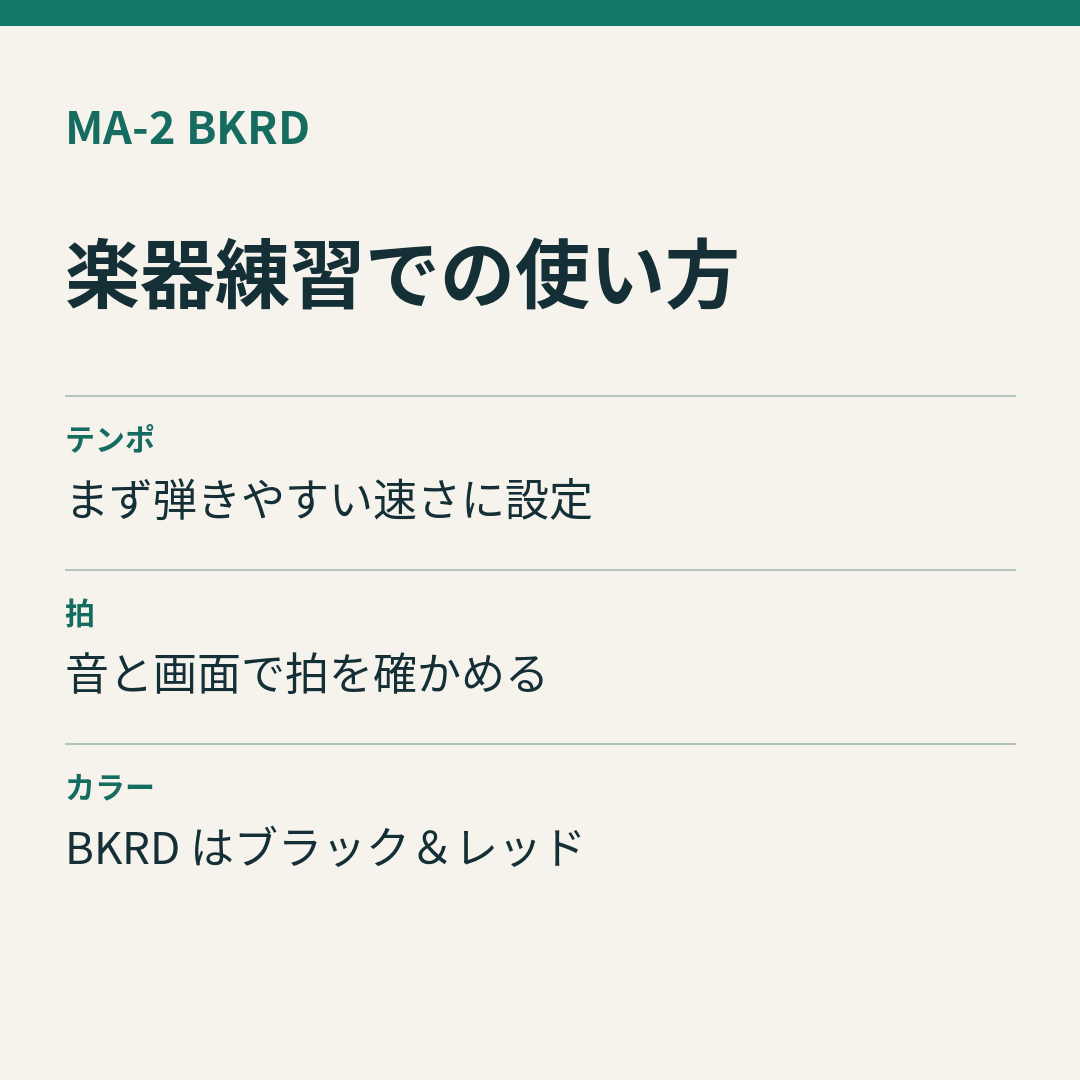 MA-2 BKRD
楽器練習での使い方
テンポ
まず弾きやすい速さに設定
拍
音と画面で拍を確かめる
カラー
BKRD はブラック＆レッド